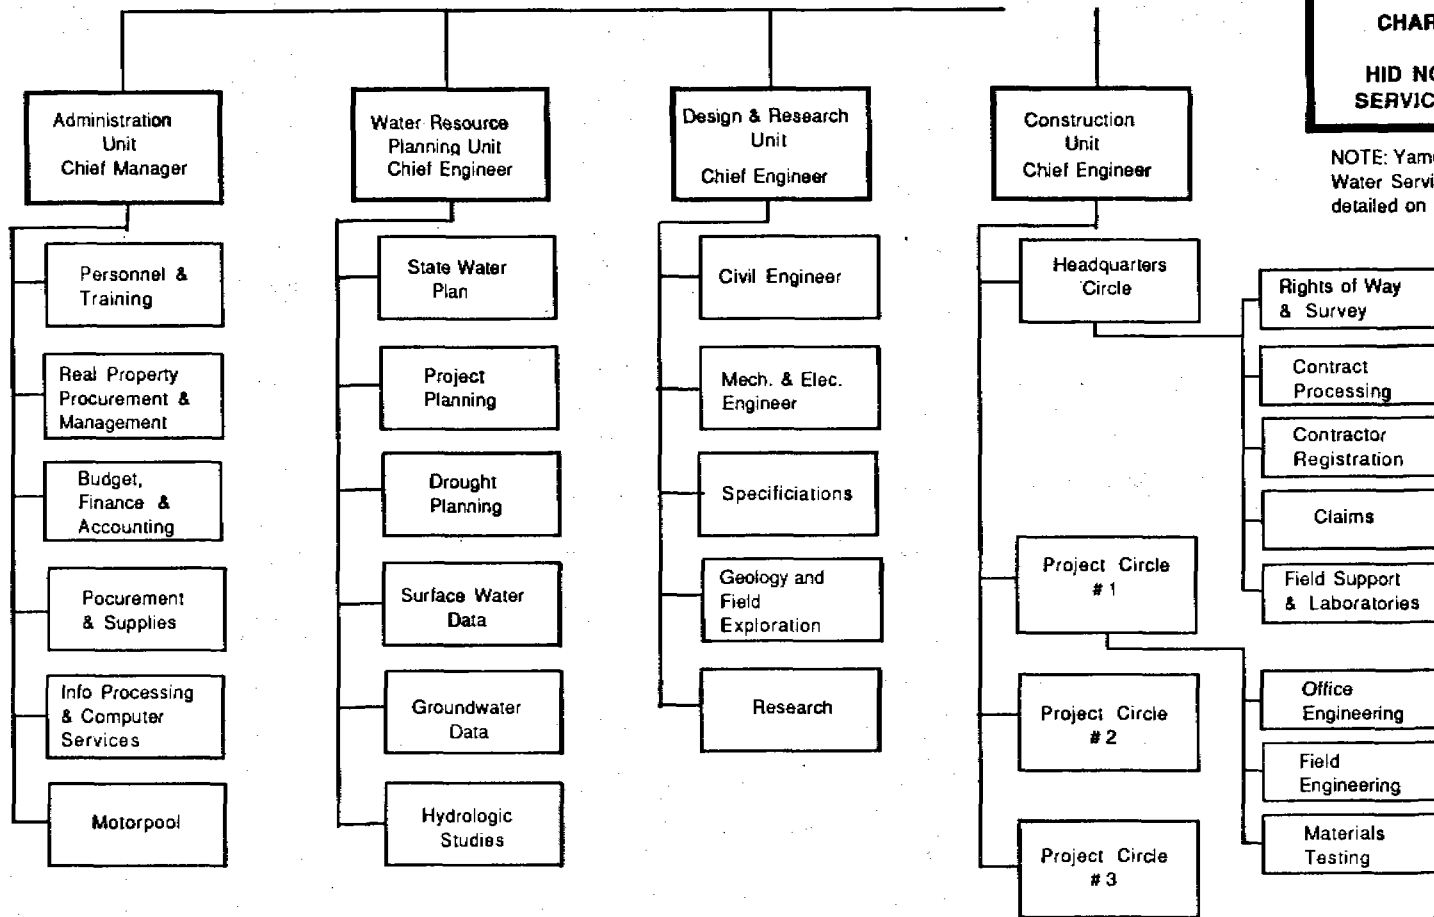 CHAR
HID NO
SERVIC
NOTE: Yam
Water Servi
detailed on
Administration
Unit
Chief Manager
Personnel &
Training
Real Property
Procurement &
Management
Budget,
Finance &
Accounting
Pocurement
& Supplies
Info Processing
& Computer
Services
Motorpool
Water Resource
Planning Unit
Chief Engineer
State Water
Plan
Project
Planning
Drought
Planning
Surface Water
Data
Groundwater
Data
Hydrologic
Studies
Design & Research
Unit
Chief Engineer
Civil Engineer
Mech. & Elec.
Engineer
Specificiations
Geology and
Field
Exploration
Research
Construction
Unit
Chief Engineer
Headquarters
Circle
Rights of Way
& Survey
Contract
Processing
Contractor
Registration
Claims
Field Support
& Laboratories
Project Circle
# 1
Office
Engineering
Field
Engineering
Materials
Testing
Project Circle
# 2
Project Circle
# 3